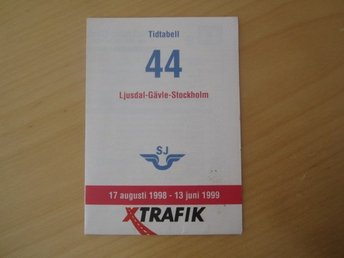 Tidtabell
44
Ljusdal-Gävle-Stockholm
SJ
17 augusti 1998 - 13 juni 1999
XTRAFIK